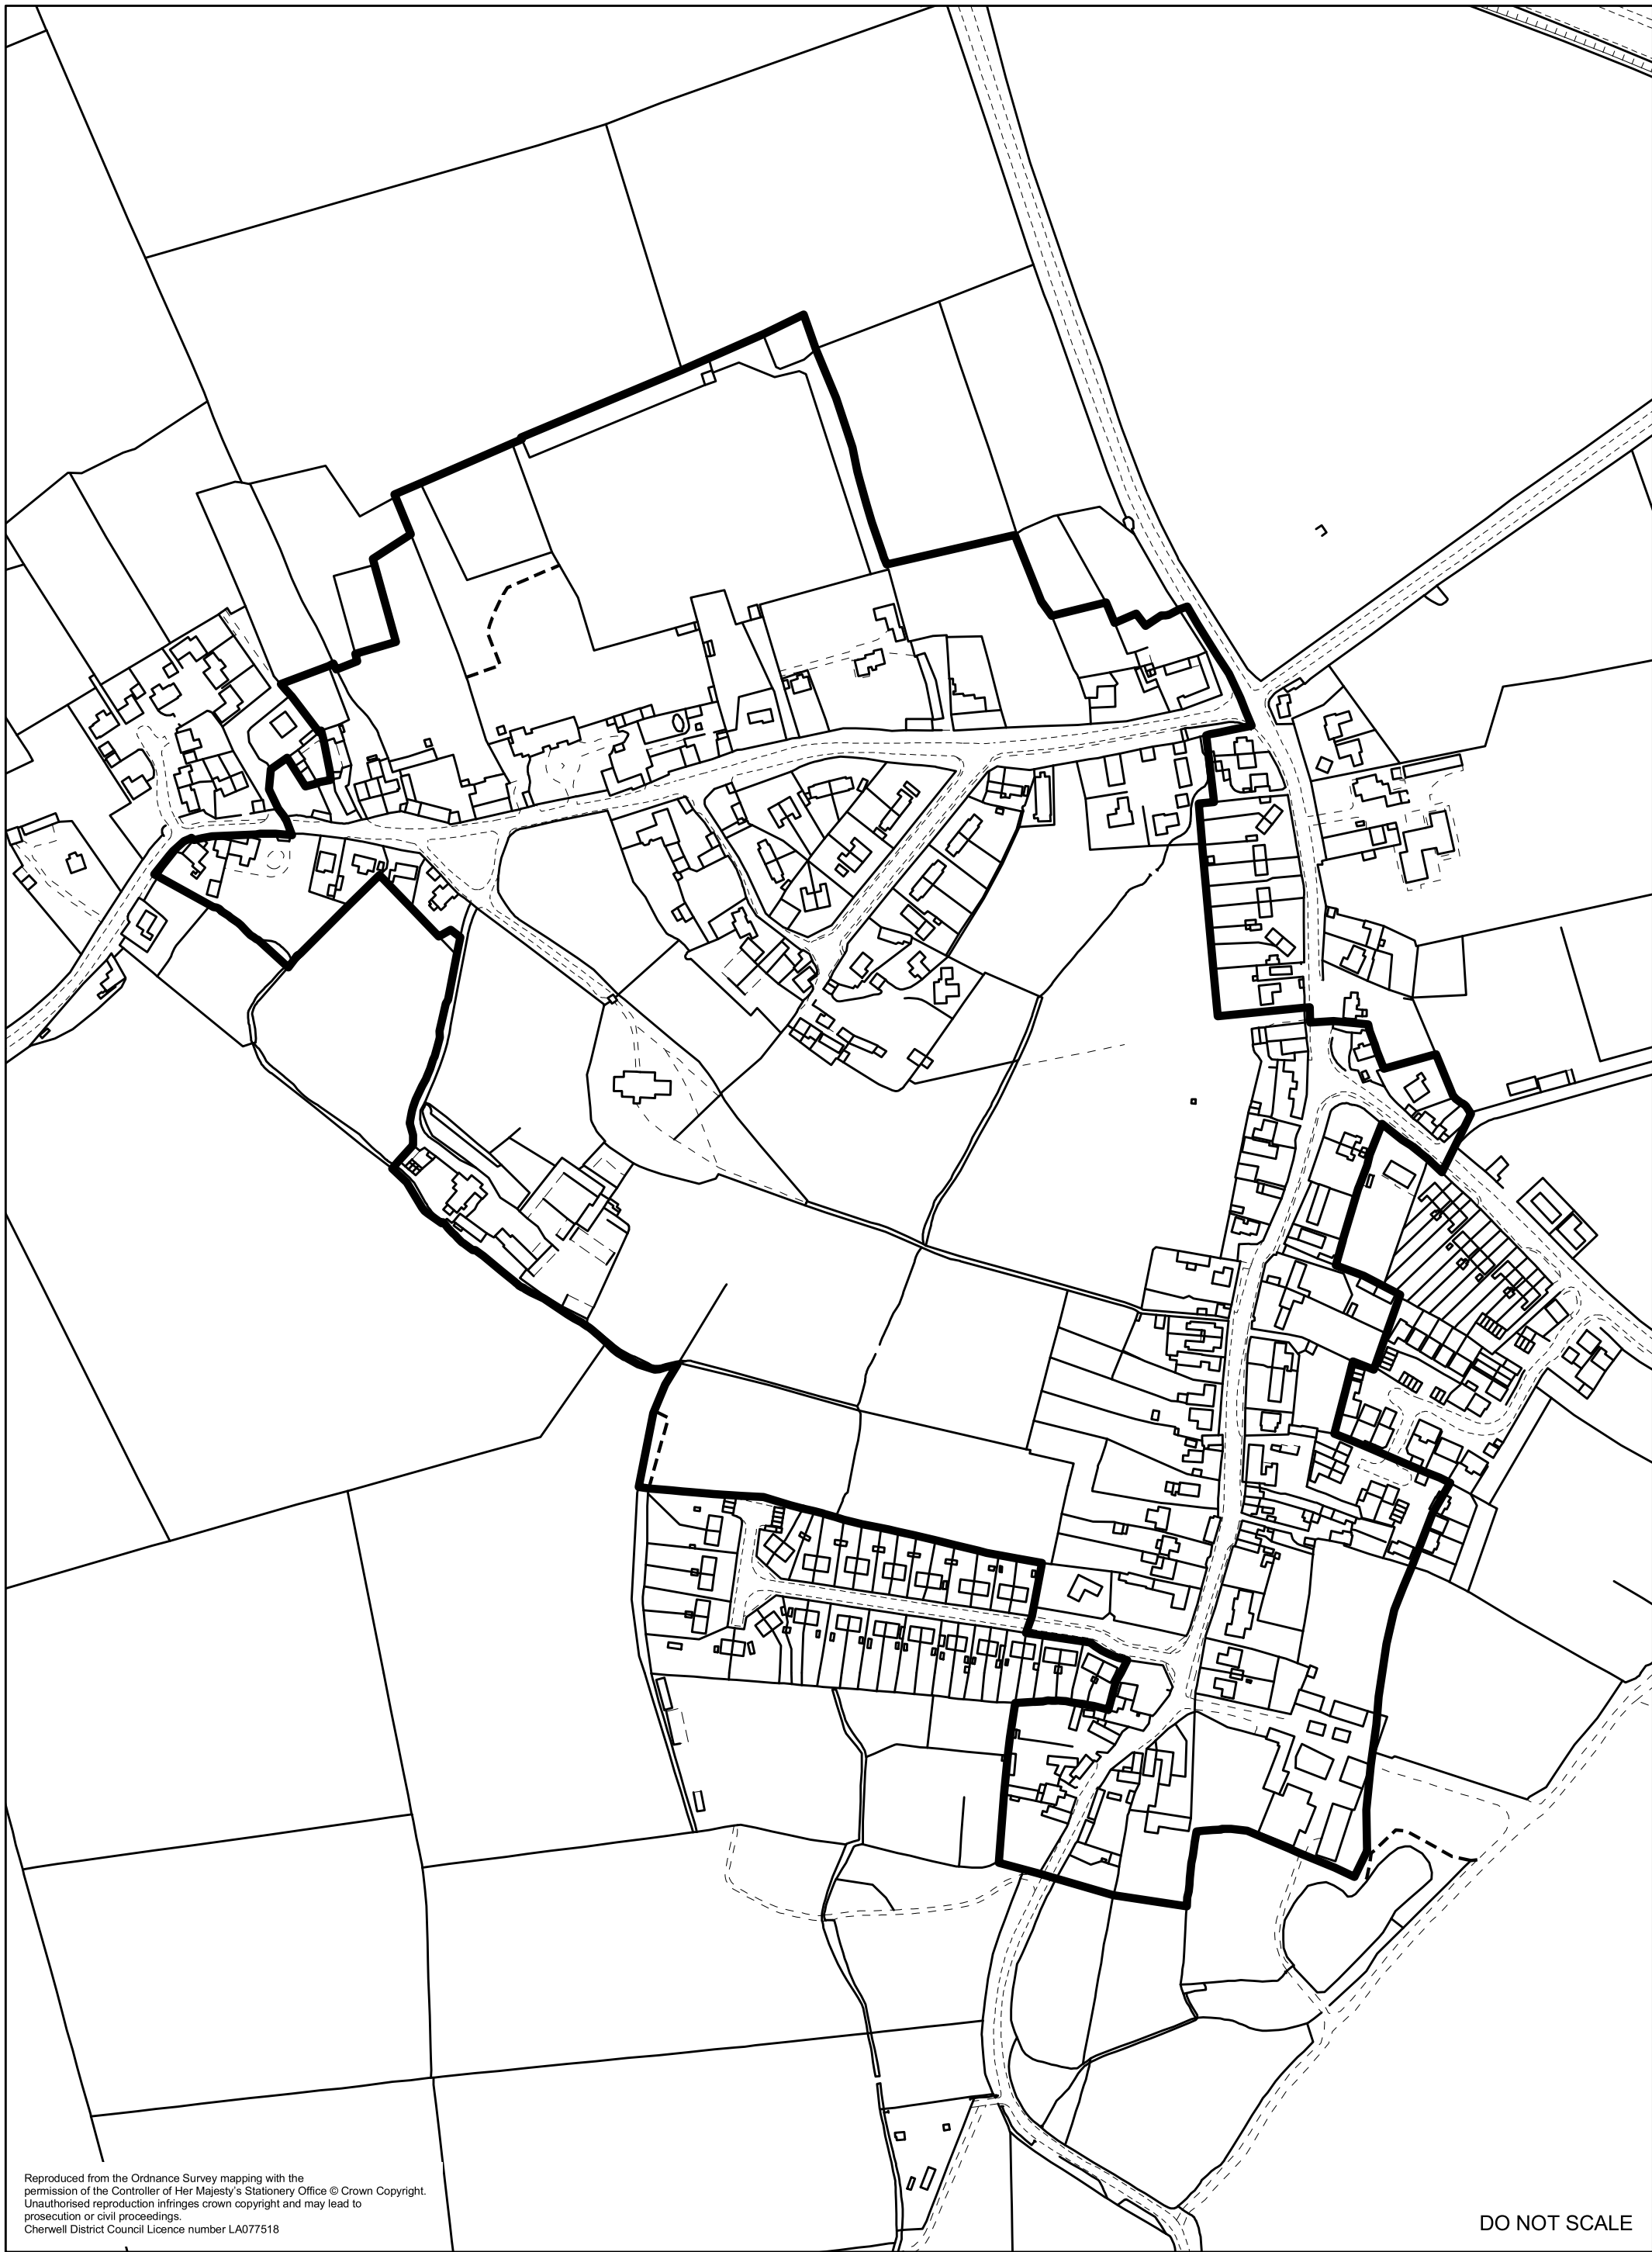 Reproduced from the Ordnance Survey mapping with the
permission of the Controller of Her Majesty's Stationery Office © Crown Copyright.
Unauthorised reproduction infringes crown copyright and may lead to
prosecution or civil proceedings.
Cherwell District Council Licence number LA077518
DO NOT SCALE